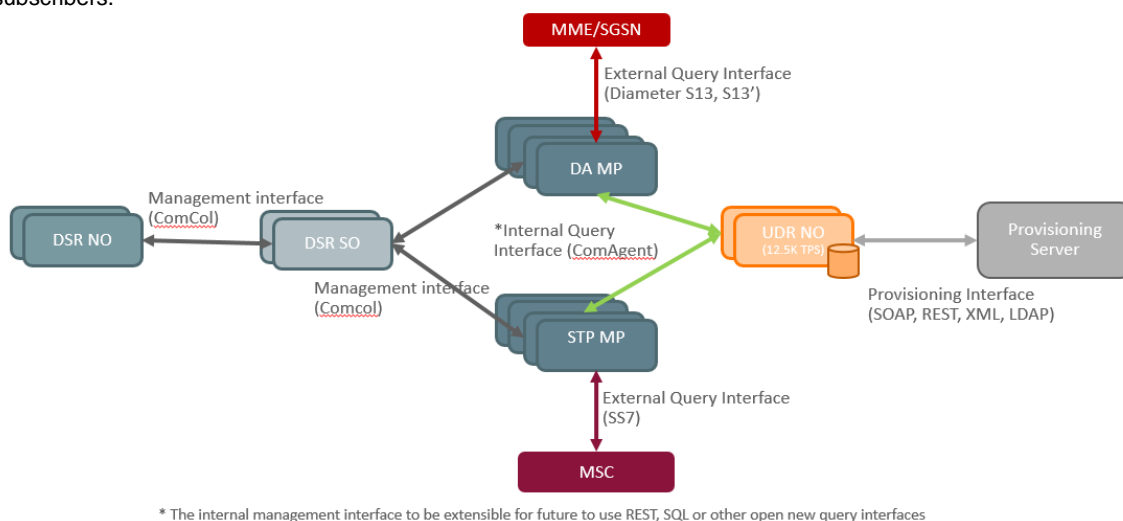 subscribers.
MME/SGSN
External Query Interface
(Diameter S13, S13')
DA MP
Management interface
(ComCol)
DSR NO
DSR SO
*Internal Query
Interface (ComAgent)
UDR NO
(12.5K TPS)
Provisioning
Server
Management interface
(Comcol)
Provisioning Interface
(SOAP, REST, XML, LDAP)
STP MP
External Query Interface
(SS7)
MSC
* The internal management interface to be extensible for future to use REST, SQL or other open new query interfaces